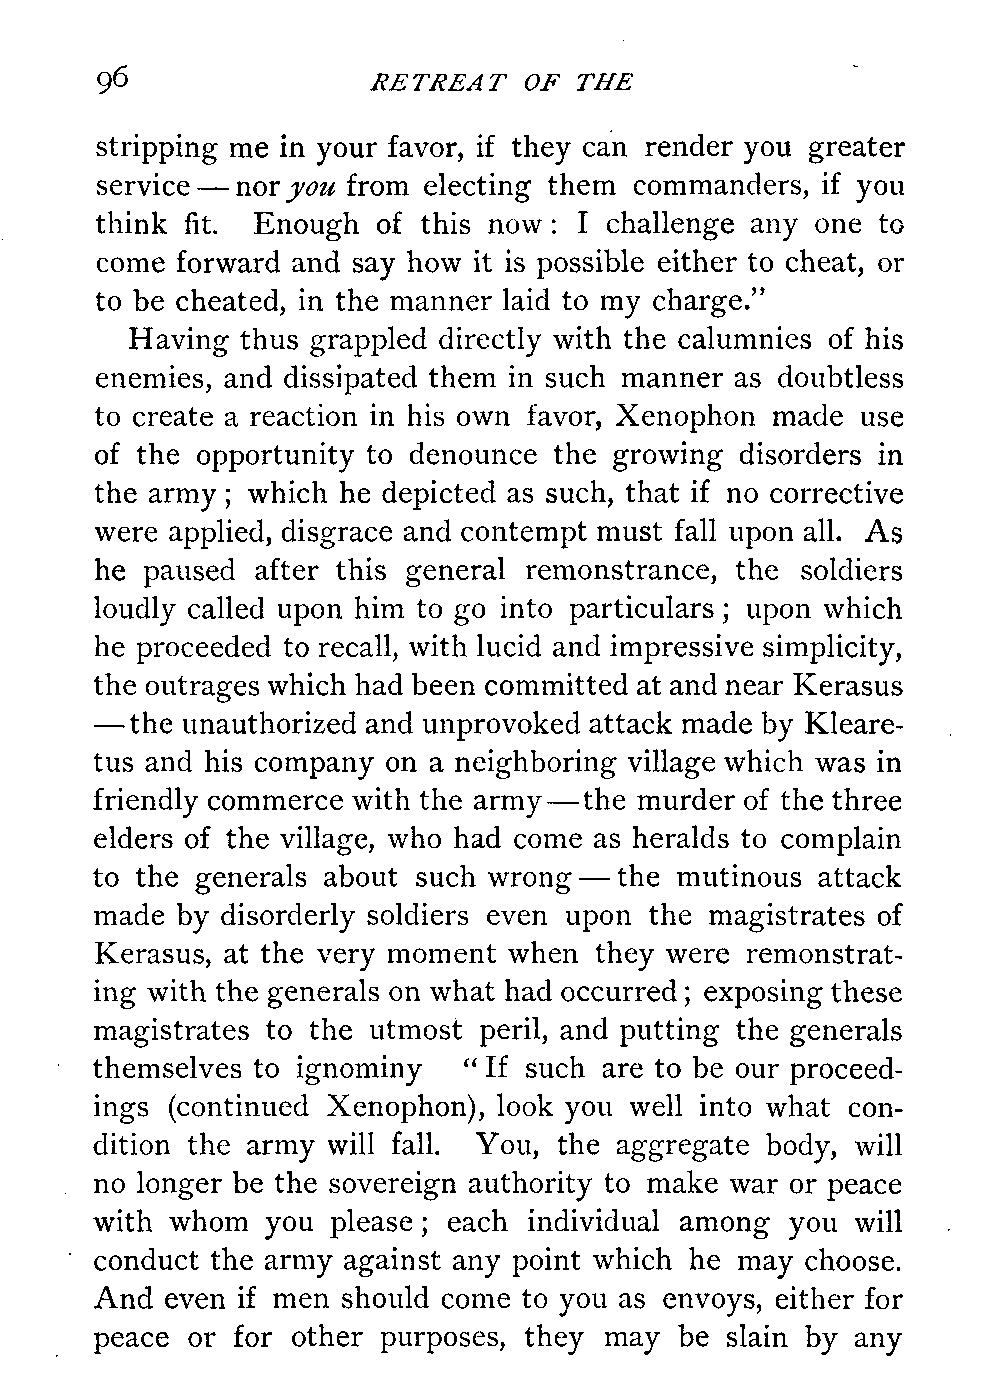 96 RETREAT OF THE
stripping me in your favor, if they can render you greater
service — nor you from electing them commanders, if you
think fit. Enough of this now : I challenge any one to
come forward and say how it is possible either to cheat, or
to be cheated, in the manner laid to my charge."
Having thus grappled directly with the calumnies of his
enemies, and dissipated them in such manner as doubtless
to create a reaction in his own favor, Xenophon made use
of the opportunity to denounce the growing disorders in
the army ; which he depicted as such, that if no corrective
were applied, disgrace and contempt must fall upon all. As
he paused after this general remonstrance, the soldiers
loudly called upon him to go into particulars ; upon which
he proceeded to recall, with lucid and impressive simplicity,
the outrages which had been committed at and near Kerasus
— the unauthorized and unprovoked attack made by Kleare-
tus and his company on a neighboring village which was in
friendly commerce with the army — the murder of the three
elders of the village, who had come as heralds to complain
to the generals about such wrong — the mutinous attack
made by disorderly soldiers even upon the magistrates of
Kerasus, at the very moment when they were remonstrat-
ing with the generals on what had occurred ; exposing these
magistrates to the utmost peril, and putting the generals
themselves to ignominy " If such are to be our proceed-
ings (continued Xenophon), look you well into what con-
dition the army will fall. You, the aggregate body, will
no longer be the sovereign authority to make war or peace
with whom you please ; each individual among you will
conduct the army against any point which he may choose.
And even if men should come to you as envoys, either for
peace or for other purposes, they may be slain by any